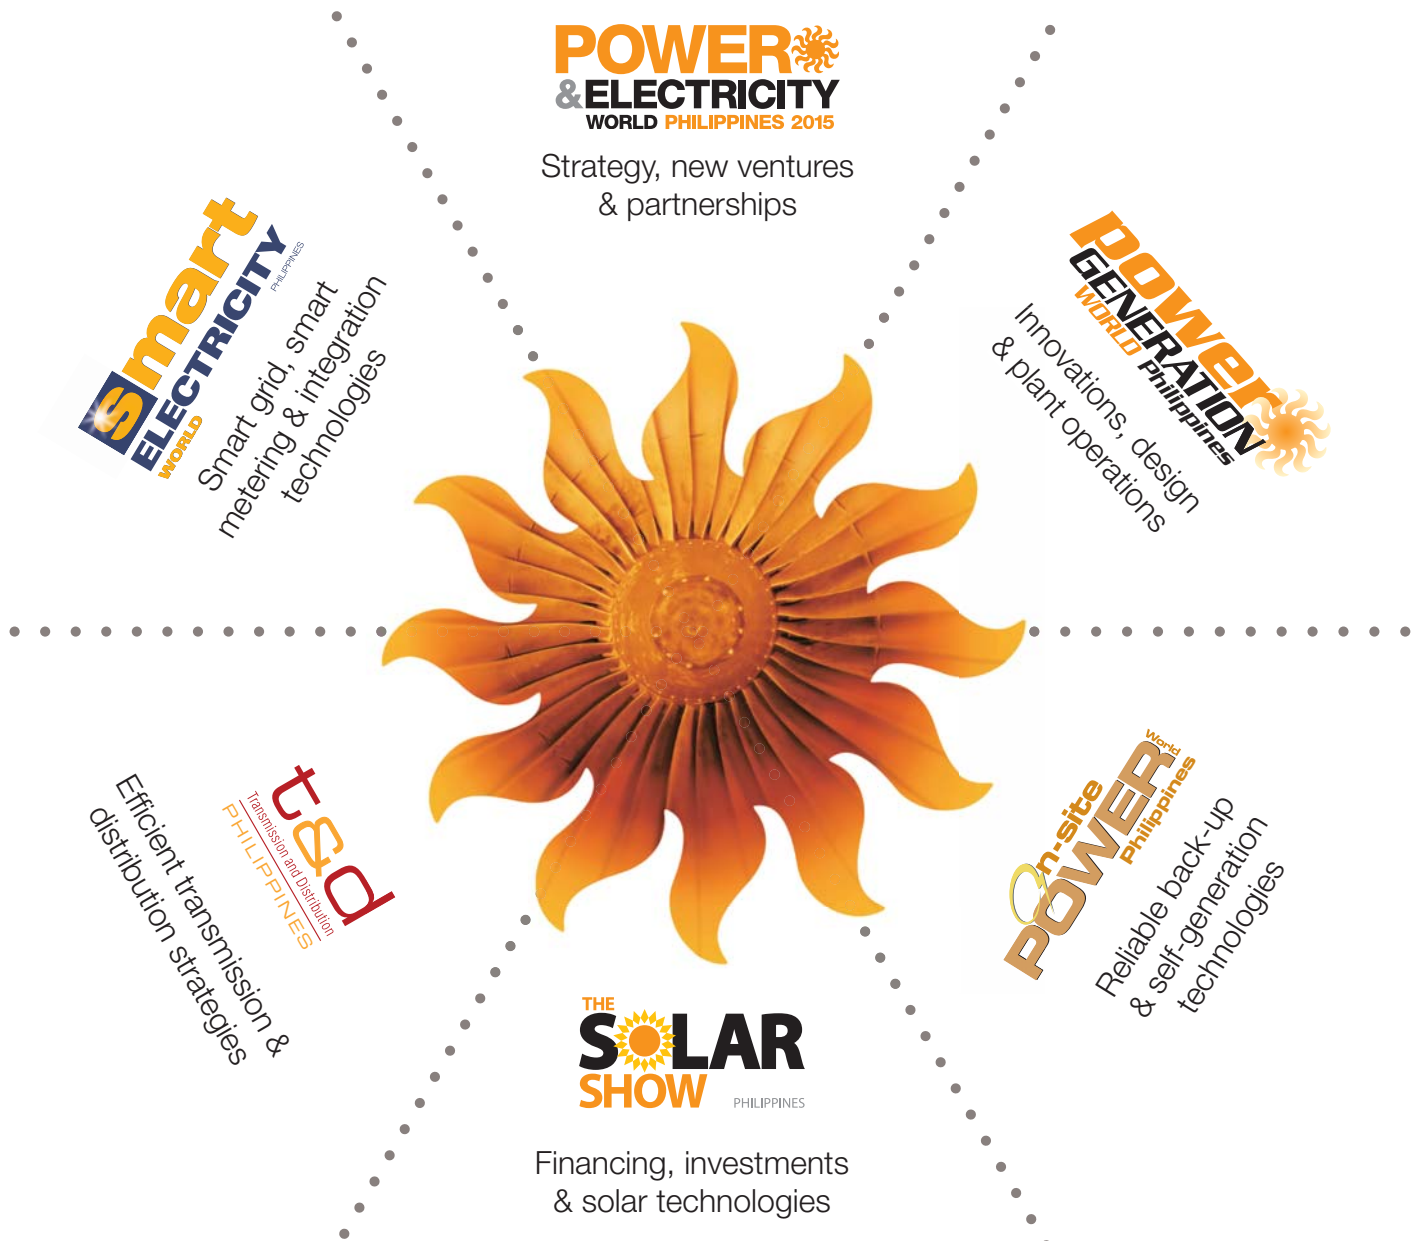 POWER
& ELECTRICITY
WORLD PHILIPPINES 2015
Strategy, new ventures
& partnerships
power
GENERATION
WORLD Philippines
Innovations, design
& plant operations
On-site World
POWER
Philippines
Reliable back-up
& self-generation
technologies
THE
SOLAR
SHOW
PHILIPPINES
Financing, investments
& solar technologies
t&d
Transmission and Distribution
PHILIPPINES
Efficient transmission &
distribution strategies
smart
ELECTRICITY
WORLD PHILIPPINES
Smart grid, smart
metering & integration
technologies